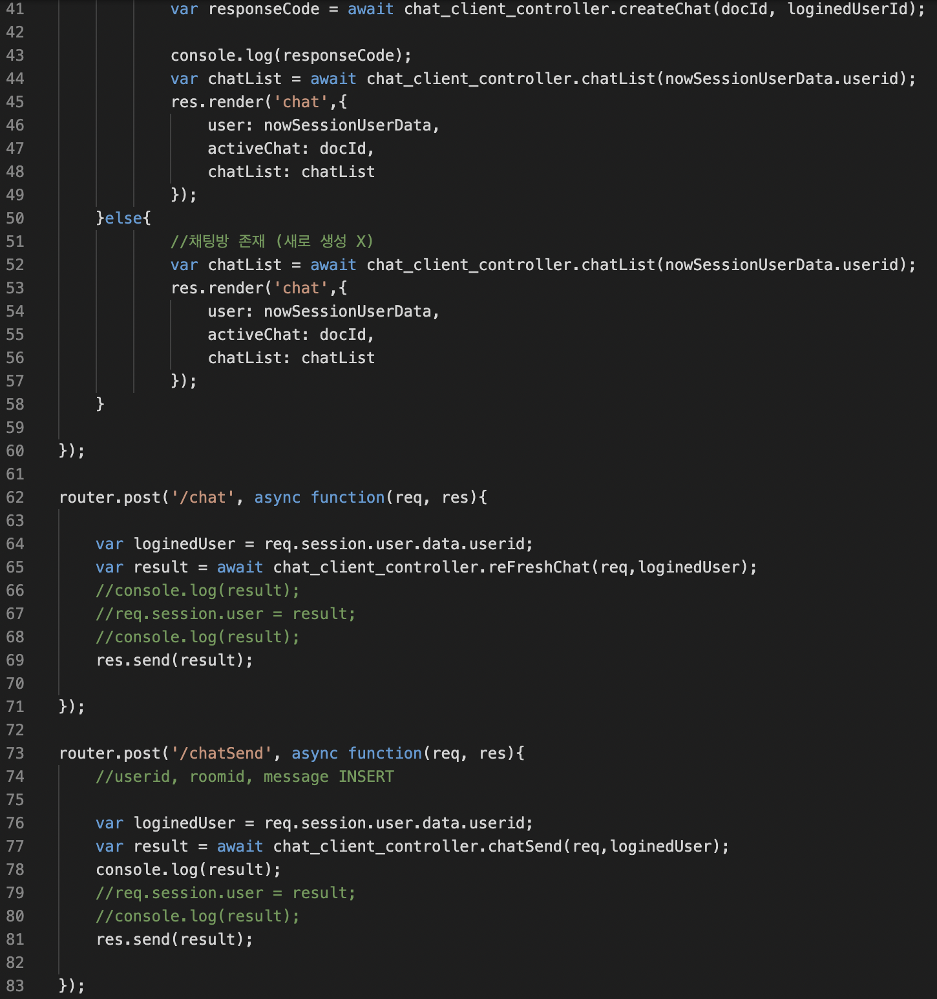 41 var responseCode = await chat_client_controller.createChat(docId, loginedUserId);
42
43 console.log(responseCode);
44 var chatList = await chat_client_controller.chatList(nowSessionUserData.userid);
45 res.render('chat',{
46 user: nowSessionUserData,
47 activeChat: docId,
48 chatList: chatList
49 });
50 }else{
51 //채팅방 존재 (새로 생성 X)
52 var chatList = await chat_client_controller.chatList(nowSessionUserData.userid);
53 res.render('chat',{
54 user: nowSessionUserData,
55 activeChat: docId,
56 chatList: chatList
57 });
58 }
59
60 });
61
62 router.post('/chat', async function(req, res){
63
64 var loginedUser = req.session.user.data.userid;
65 var result = await chat_client_controller.reFreshChat(req,loginedUser);
66 //console.log(result);
67 //req.session.user = result;
68 //console.log(result);
69 res.send(result);
70
71 });
72
73 router.post('/chatSend', async function(req, res){
74 //userid, roomid, message INSERT
75
76 var loginedUser = req.session.user.data.userid;
77 var result = await chat_client_controller.chatSend(req,loginedUser);
78 console.log(result);
79 //req.session.user = result;
80 //console.log(result);
81 res.send(result);
82
83 });